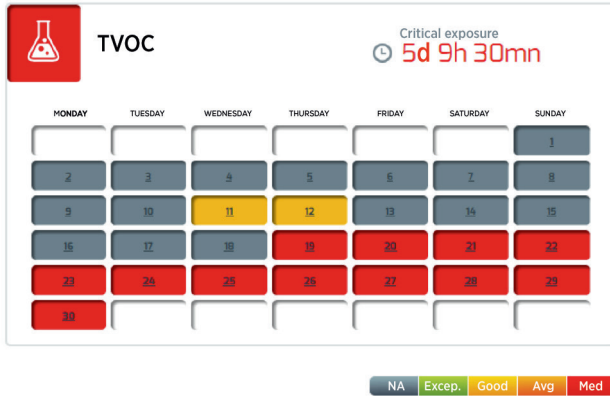 TVOC
Critical exposure
5d 9h 30mn
MONDAY TUESDAY WEDNESDAY THURSDAY FRIDAY SATURDAY SUNDAY
1
2 3 4 5 6 7 8
9 10 11 12 13 14 15
16 17 18 19 20 21 22
23 24 25 26 27 28 29
30
NA Excep. Good Avg Med